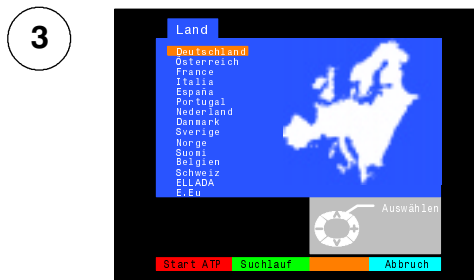 3
Land
Deutschland
Österreich
France
Italia
España
Portugal
Nederland
Danmark
Sverige
Norge
Suomi
Belgien
Schweiz
ELLADA
E.Eu
Auswählen
Start ATP Suchlauf Abbruch